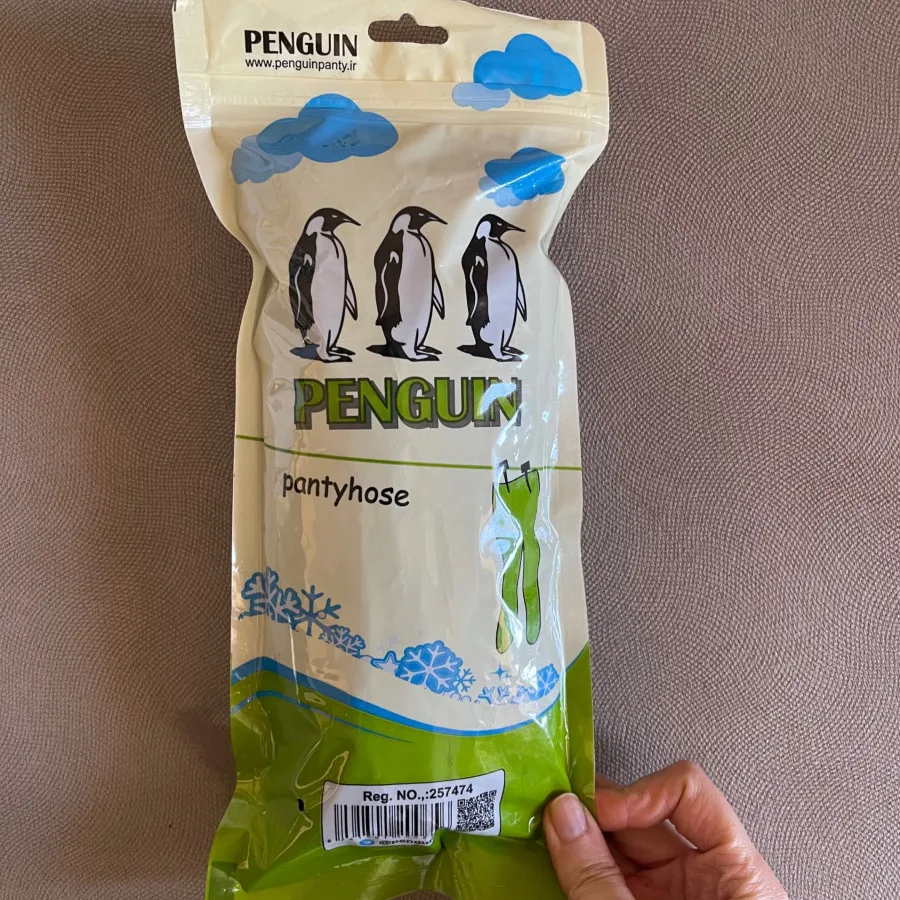 PENGUIN
www.penguinpanty.ir
PENGUIN
pantyhose
Reg. NO.,:257474